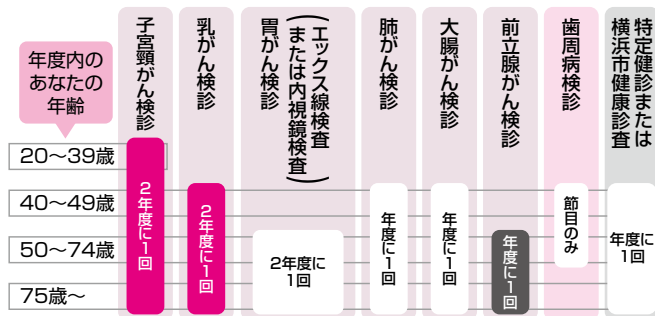 年度内の
あなたの
年齢
子宮頸がん検診
乳がん検診
胃がん検診
(エックス線検査
または内視鏡検査)
肺がん検診
大腸がん検診
前立腺がん検診
歯周病検診
特定健診または
横浜市健康診査
20～39歳
40～49歳
50～74歳
75歳～
2年度に1回
2年度に1回
2年度に
1回
年度に1回
年度に1回
年度に1回
節目のみ
年度に
1回